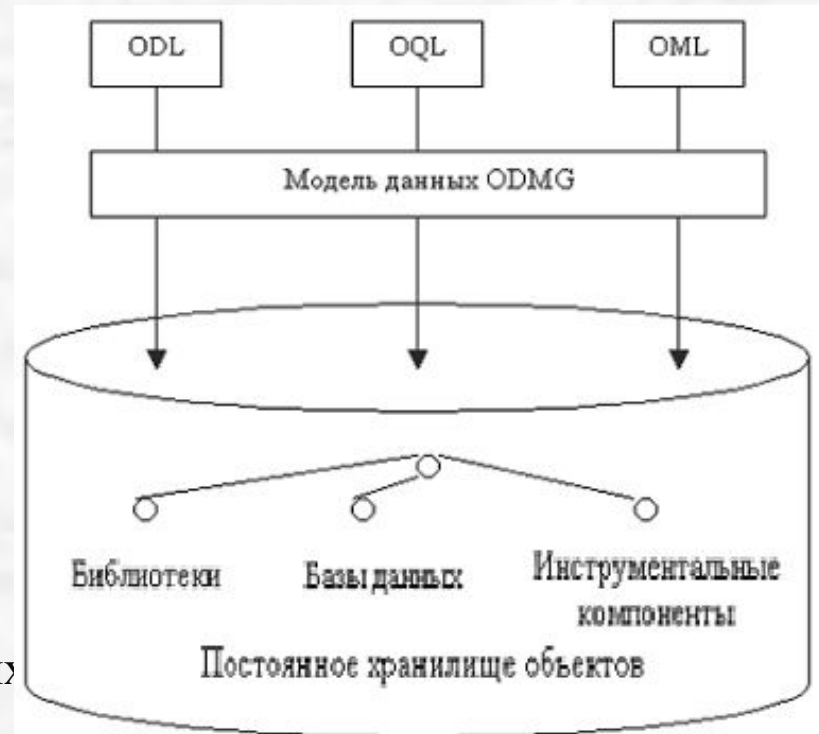 ODL OQL OML
Модель данных ODMG
Библиотеки Базы данных Инструментальные
компоненты
Постоянное хранилище объектов